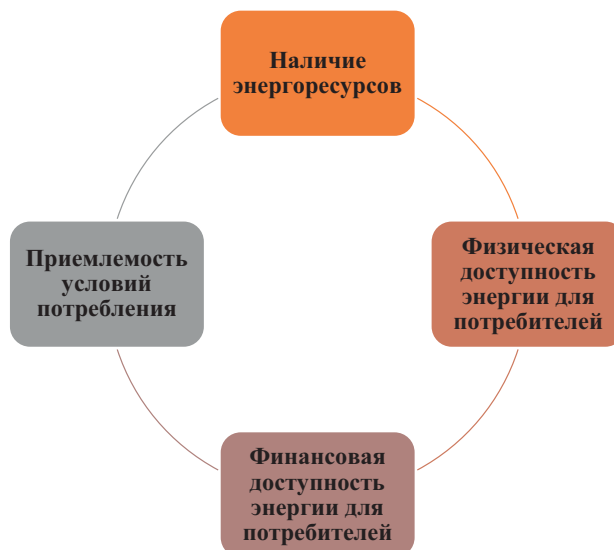 Наличие
энергоресурсов
Физическая
доступность
энергии для
потребителей
Финансовая
доступность
энергии для
потребителей
Приемлемость
условий
потребления